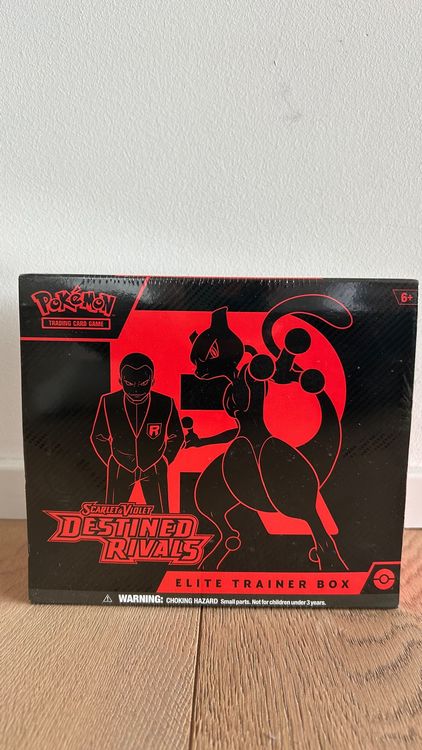 POKéMON
TRADING CARD GAME
6+
R
SCARLET & VIOLET
DESTINED
RIVALS
ELITE TRAINER BOX
WARNING: CHOKING HAZARD Small parts. Not for children under 3 years.